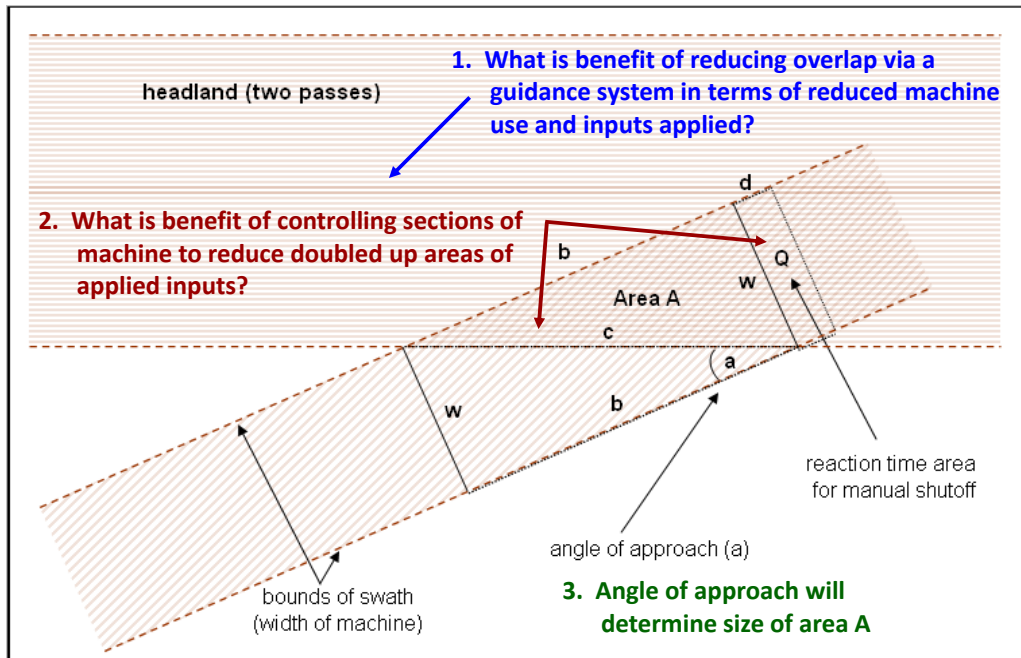 1. What is benefit of reducing overlap via a
guidance system in terms of reduced machine
use and inputs applied?
headland (two passes)
d
2. What is benefit of controlling sections of
machine to reduce doubled up areas of
applied inputs?
b
Q
w
Area A
c
a
w
b
reaction time area
for manual shutoff
angle of approach (a)
bounds of swath
(width of machine)
3. Angle of approach will
determine size of area A